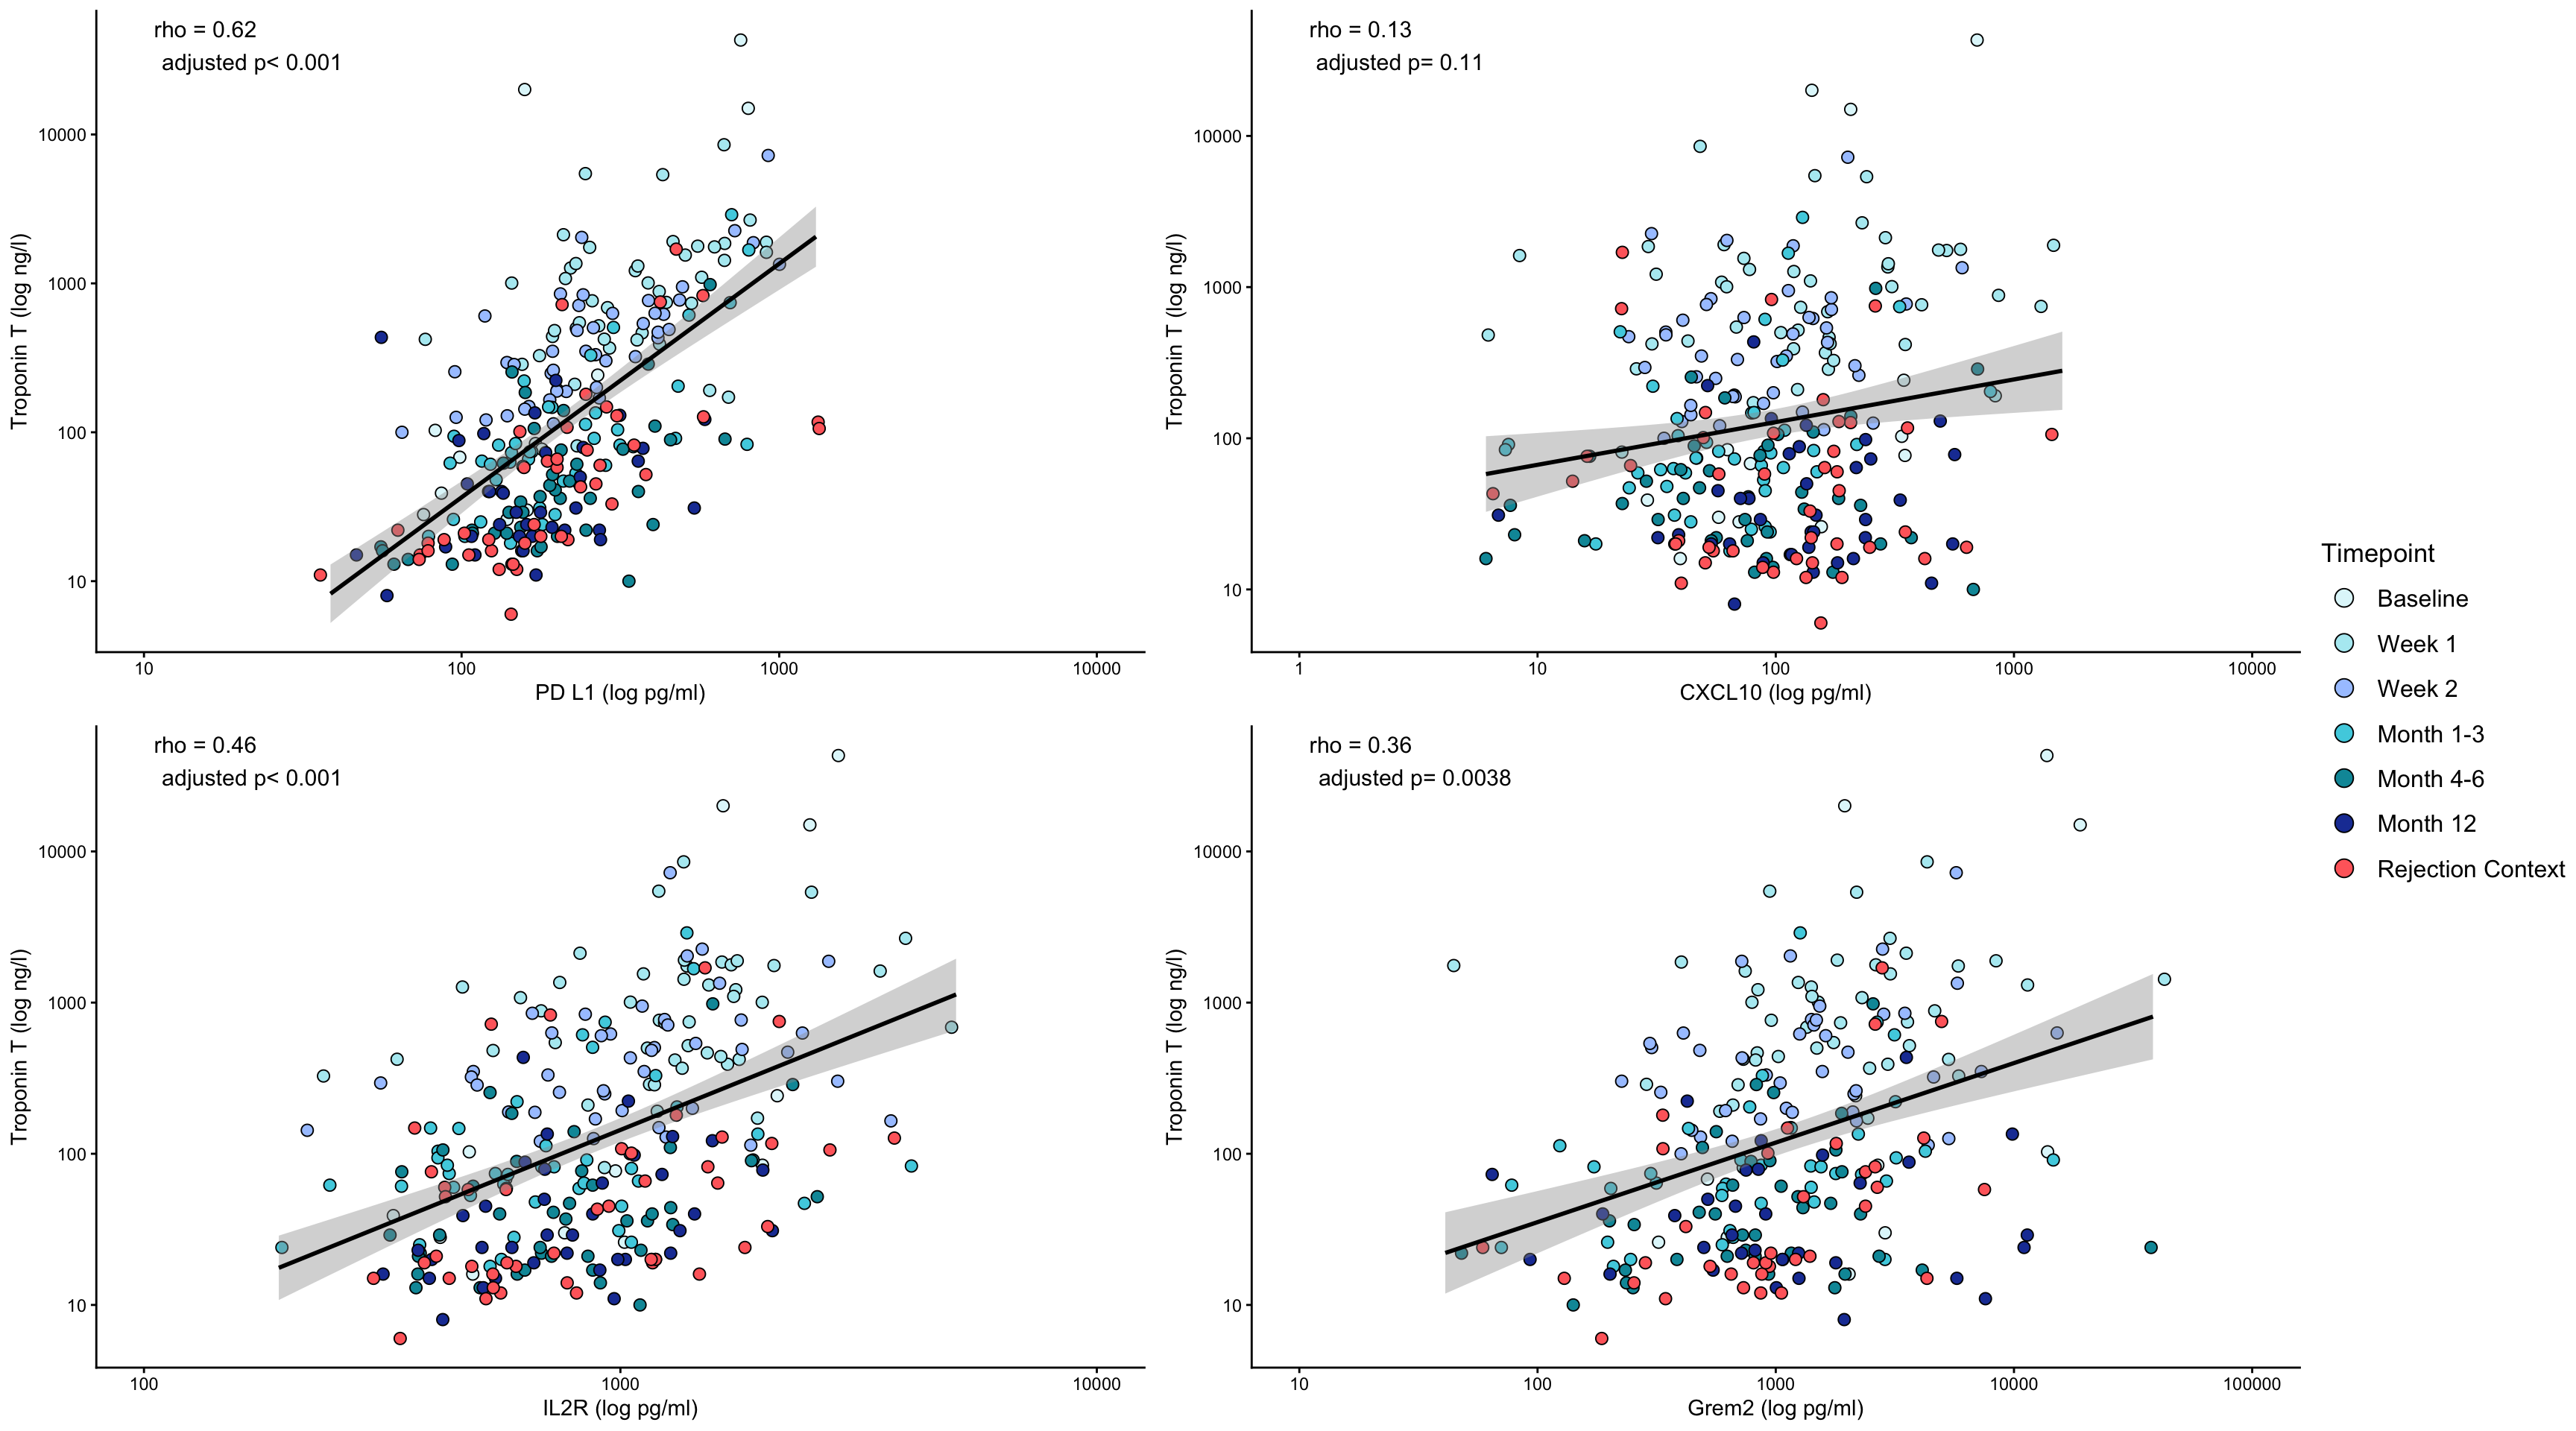 rho = 0.62
adjusted p< 0.001
Troponin T (log ng/l)
10000
1000
100
10
10
100
1000
10000
PD L1 (log pg/ml)
rho = 0.13
adjusted p= 0.11
Troponin T (log ng/l)
10000
1000
100
10
1
10
100
1000
10000
CXCL10 (log pg/ml)
rho = 0.46
adjusted p< 0.001
Troponin T (log ng/l)
10000
1000
100
10
100
1000
10000
IL2R (log pg/ml)
rho = 0.36
adjusted p= 0.0038
Troponin T (log ng/l)
10000
1000
100
10
10
100
1000
10000
100000
Grem2 (log pg/ml)
Timepoint
Baseline
Week 1
Week 2
Month 1-3
Month 4-6
Month 12
Rejection Context